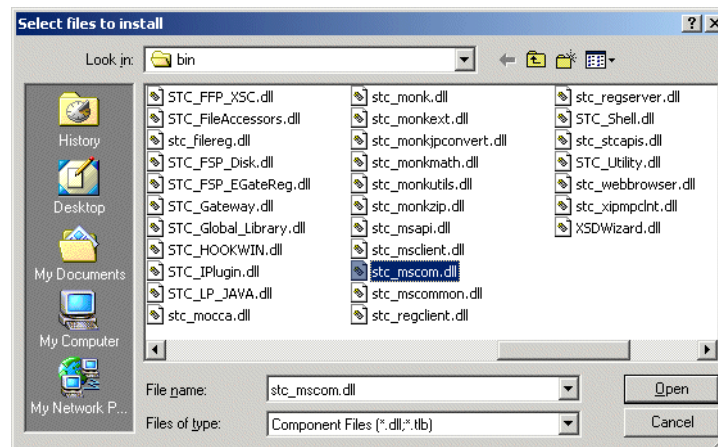 Select files to install
Look in:
bin
History
Desktop
My Documents
My Computer
My Network P...
STC_FFP_XSC.dll
STC_FileAccessors.dll
stc_filereg.dll
STC_FSP_Disk.dll
STC_FSP_EGateReg.dll
STC_Gateway.dll
STC_Global_Library.dll
STC_HOOKWIN.dll
STC_IPlugin.dll
STC_LP_JAVA.dll
stc_mocca.dll
stc_monk.dll
stc_monkext.dll
stc_monkjpconvert.dll
stc_monkmath.dll
stc_monkutils.dll
stc_monkzip.dll
stc_msapi.dll
stc_msclient.dll
stc_mscom.dll
stc_mscommon.dll
stc_regclient.dll
stc_regserver.dll
STC_Shell.dll
stc_stcapis.dll
STC_Utility.dll
stc_webbrowser.dll
stc_xipmpclnt.dll
XSDWizard.dll
File name:
stc_mscom.dll
Open
Files of type:
Component Files (*.dll;*.tlb)
Cancel